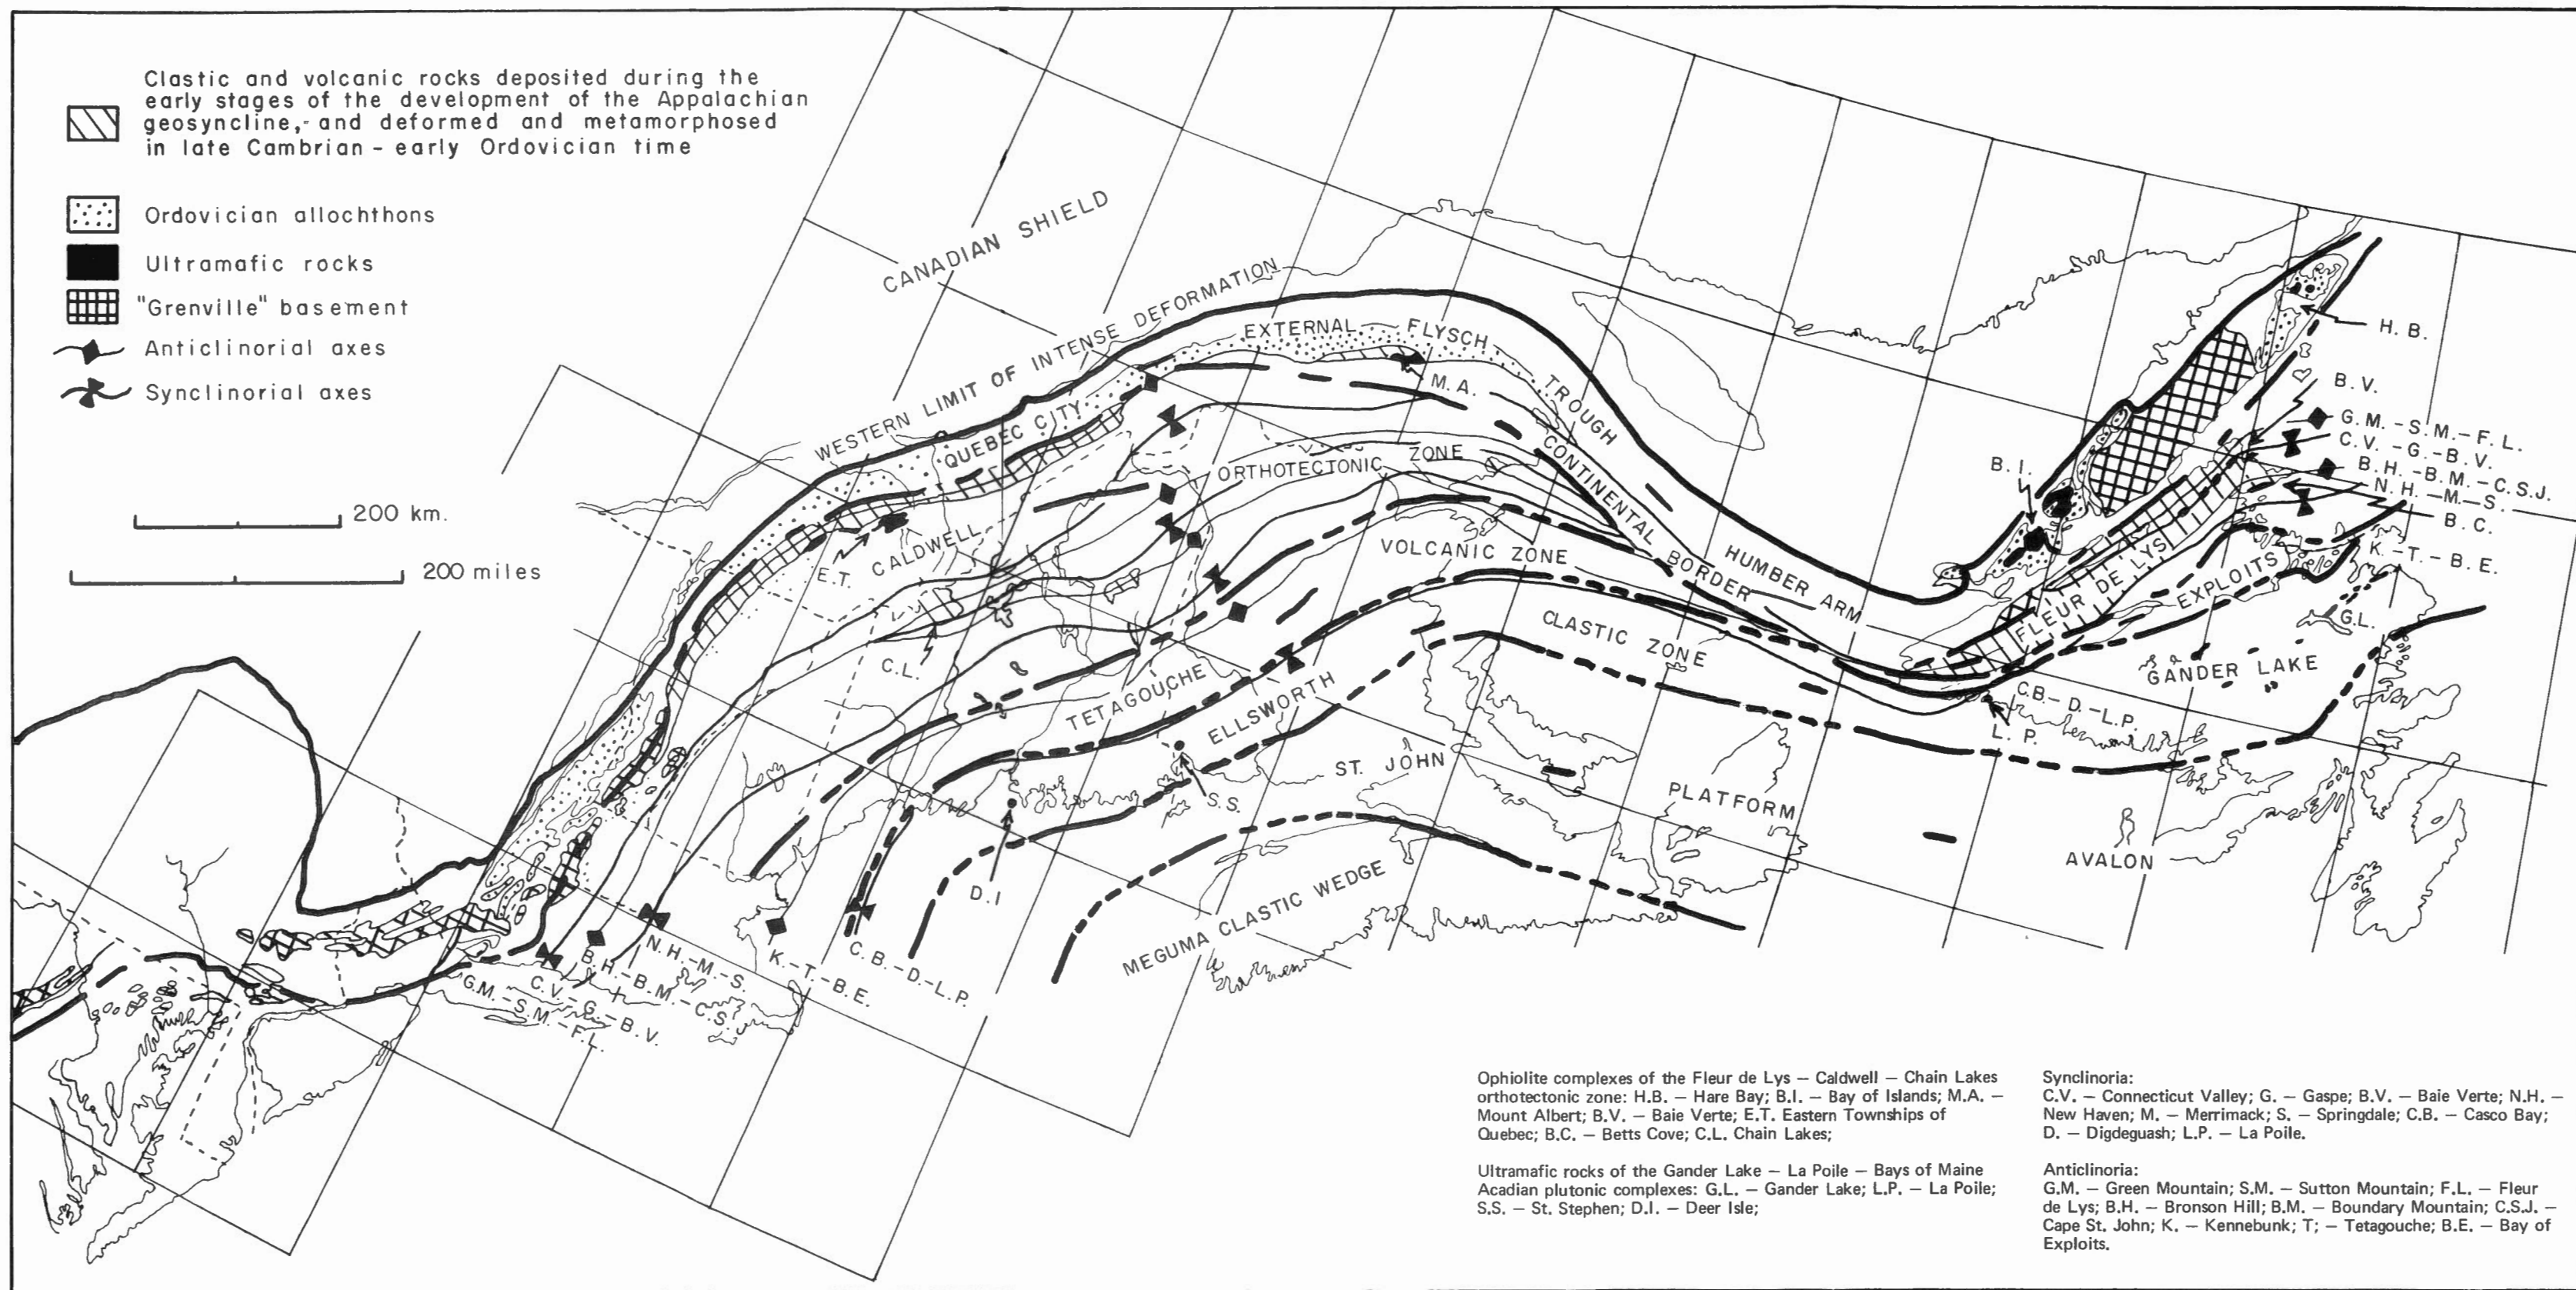 Clastic and volcanic rocks deposited during the
early stages of the development of the Appalachian
geosyncline, and deformed and metamorphosed
in late Cambrian - early Ordovician time
Ordovician allochthons
Ultramafic rocks
"Grenville" basement
Anticlinorial axes
Synclinorial axes
200 km.
200 miles
CANADIAN SHIELD
WESTERN LIMIT OF INTENSE DEFORMATION
EXTERNAL FLYSCH TROUGH
QUEBEC CITY
M.A.
ORTHOTECTONIC ZONE
CONTINENTAL BORDER
HUMBER ARM
E.T.
CALDWELL
C.L.
VOLCANIC ZONE
CLASTIC ZONE
TETAGOUCHE
ELLSWORTH
ST. JOHN
PLATFORM
S.S.
D.I
MEGUMA CLASTIC WEDGE
AVALON
H.B.
B.V.
G.M.-S.M.-F.L.
C.V.-G.-B.V.
B.H.-B.M.-C.S.J.
N.H.-M-S.
B.C.
K.-T.-B.E.
B.I.
FLEUR DE LYS
EXPLOITS
G.L.
GANDER LAKE
C.B.-D.-L.P.
L.P.
N.H.-M-S.
B.H.-B.M.-C.S.J
C.V.-G.-B.V.
G.M.-S.M.-F.L.
K.-T.-B.E.
C.B.-D.-L.P.
Ophiolite complexes of the Fleur de Lys — Caldwell — Chain Lakes
orthotectonic zone: H.B. — Hare Bay; B.I. — Bay of Islands; M.A. —
Mount Albert; B.V. — Baie Verte; E.T. Eastern Townships of
Quebec; B.C. — Betts Cove; C.L. Chain Lakes;
Ultramafic rocks of the Gander Lake — La Poile — Bays of Maine
Acadian plutonic complexes: G.L. — Gander Lake; L.P. — La Poile;
S.S. — St. Stephen; D.I. — Deer Isle;
Synclinoria:
C.V. — Connecticut Valley; G. — Gaspe; B.V. — Baie Verte; N.H. —
New Haven; M. — Merrimack; S. — Springdale; C.B. — Casco Bay;
D. — Digdeguash; L.P. — La Poile.
Anticlinoria:
G.M. — Green Mountain; S.M. — Sutton Mountain; F.L. — Fleur
de Lys; B.H. — Bronson Hill; B.M. — Boundary Mountain; C.S.J. —
Cape St. John; K. — Kennebunk; T; — Tetagouche; B.E. — Bay of
Exploits.